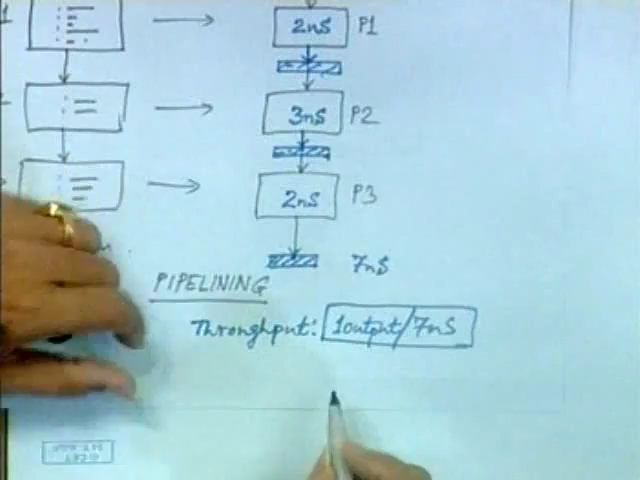 2nS P1
3nS P2
2nS P3
7nS
PIPELINING
Throughput: 1output/7nS